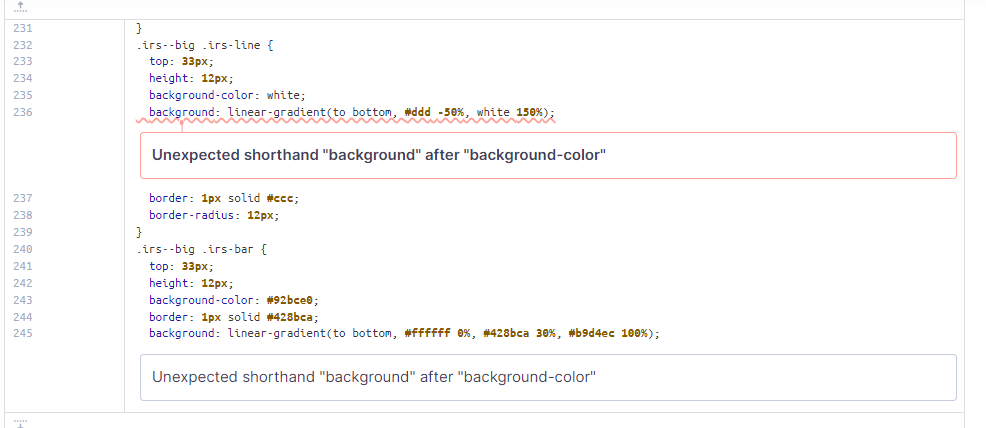 231 }
232 .irs--big .irs-line {
233 top: 33px;
234 height: 12px;
235 background-color: white;
236 background: linear-gradient(to bottom, #ddd -50%, white 150%);
Unexpected shorthand "background" after "background-color"
237 border: 1px solid #ccc;
238 border-radius: 12px;
239 }
240 .irs--big .irs-bar {
241 top: 33px;
242 height: 12px;
243 background-color: #92bce0;
244 border: 1px solid #428bca;
245 background: linear-gradient(to bottom, #ffffff 0%, #428bca 30%, #b9d4ec 100%);
Unexpected shorthand "background" after "background-color"